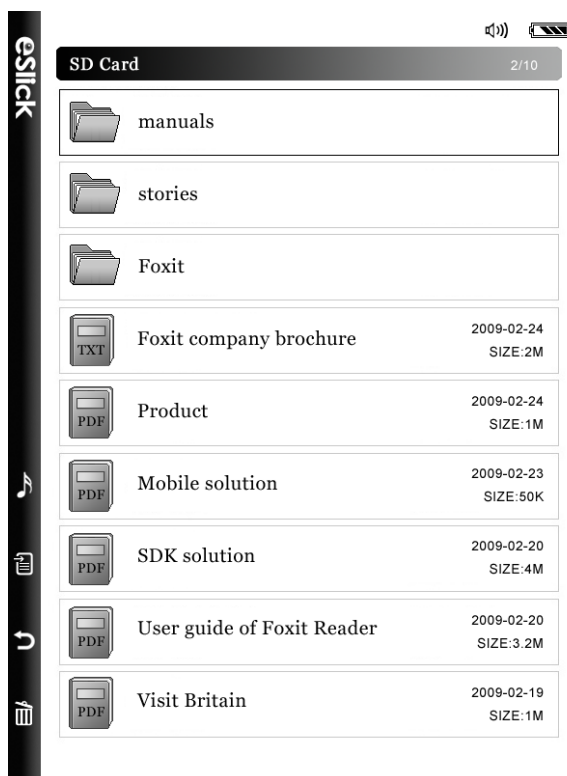 eSlick
SD Card 2/10
manuals
stories
Foxit
TXT
Foxit company brochure
2009-02-24
SIZE:2M
PDF
Product
2009-02-24
SIZE:1M
PDF
Mobile solution
2009-02-23
SIZE:50K
PDF
SDK solution
2009-02-20
SIZE:4M
PDF
User guide of Foxit Reader
2009-02-20
SIZE:3.2M
PDF
Visit Britain
2009-02-19
SIZE:1M